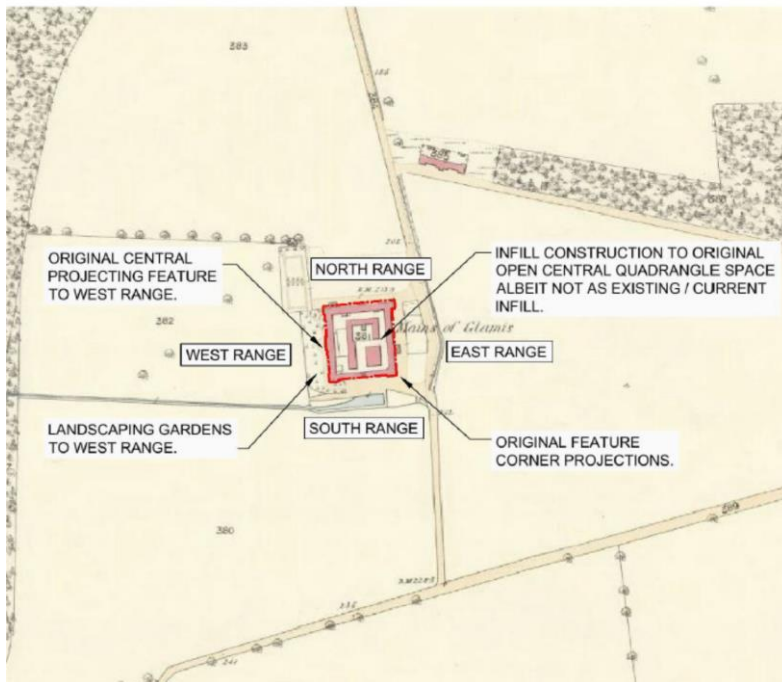 383
ORIGINAL CENTRAL
PROJECTING FEATURE
TO WEST RANGE.
NORTH RANGE
INFILL CONSTRUCTION TO ORIGINAL
OPEN CENTRAL QUADRANGLE SPACE
ALBEIT NOT AS EXISTING / CURRENT
INFILL.
382
WEST RANGE
Mains of Glamis
EAST RANGE
LANDSCAPING GARDENS
TO WEST RANGE.
SOUTH RANGE
ORIGINAL FEATURE
CORNER PROJECTIONS.
380